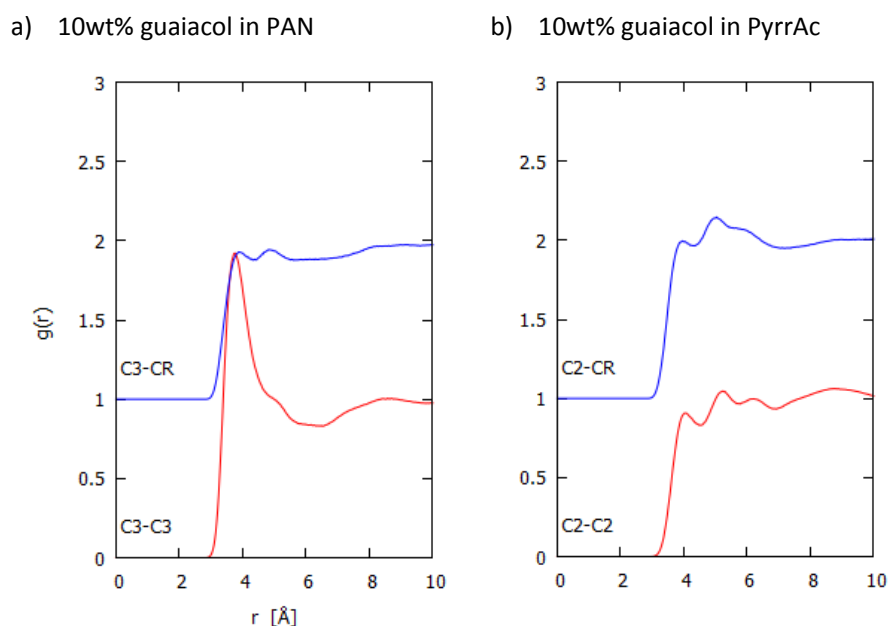 a) 10wt% guaiacol in PAN
b) 10wt% guaiacol in PyrrAc
3
2.5
2
1.5
1
0.5
0
g(r)
C3-CR
C3-C3
0 2 4 6 8 10
r [Å]
3
2.5
2
1.5
1
0.5
0
C2-CR
C2-C2
0 2 4 6 8 10